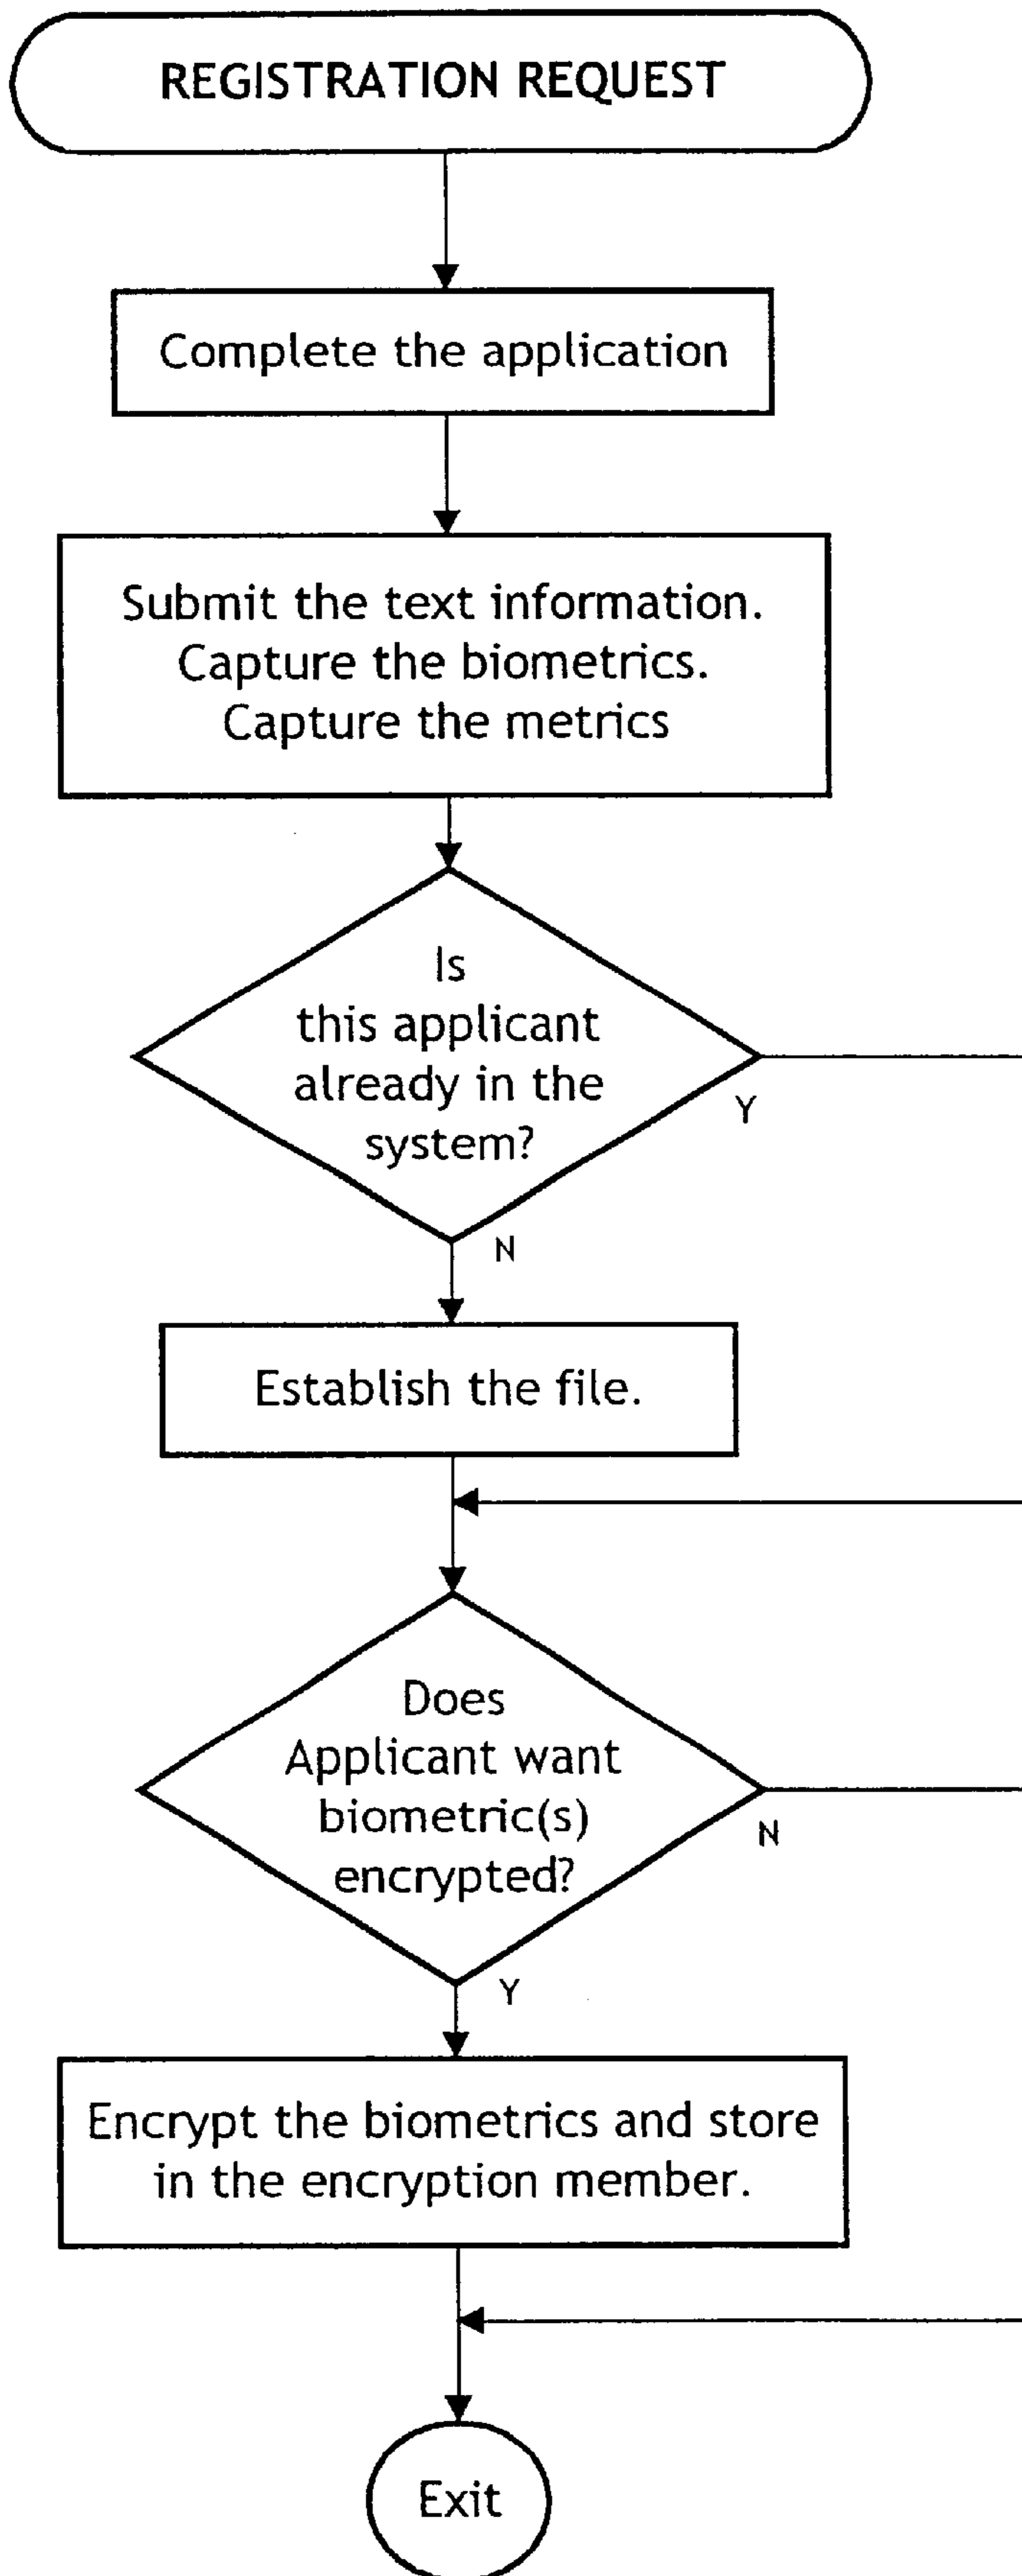 REGISTRATION REQUEST
Complete the application
Submit the text information.
Capture the biometrics.
Capture the metrics
Is
this applicant
already in the
system?
Y
N
Establish the file.
Does
Applicant want
biometric(s)
encrypted?
N
Y
Encrypt the biometrics and store
in the encryption member.
Exit